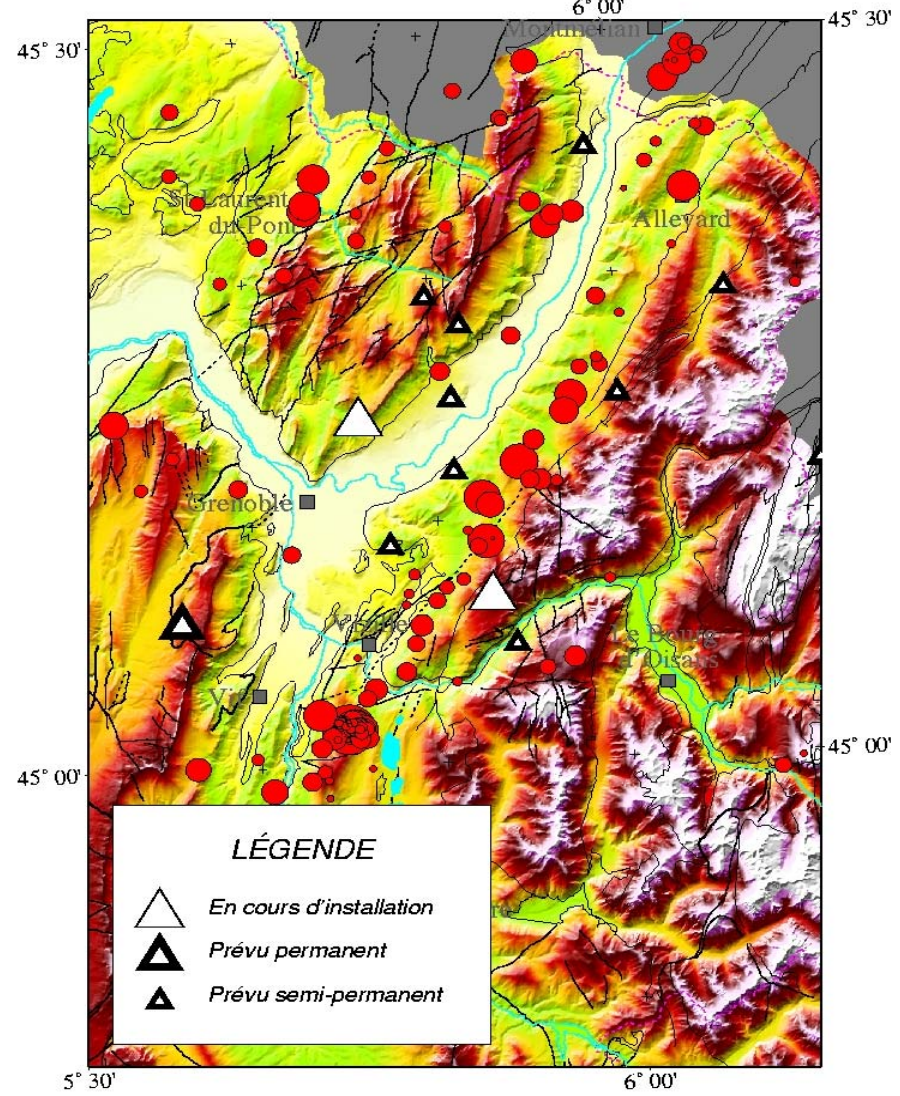 6° 00'
45° 30'
45° 30'
Montmélian
St Laurent
du Pont
Allevard
Grenoble
Vizille
Le Bourg
d'Oisans
Vif
45° 00'
45° 00'
LÉGENDE
En cours d'installation
Prévu permanent
Prévu semi-permanent
5° 30'
6° 00'